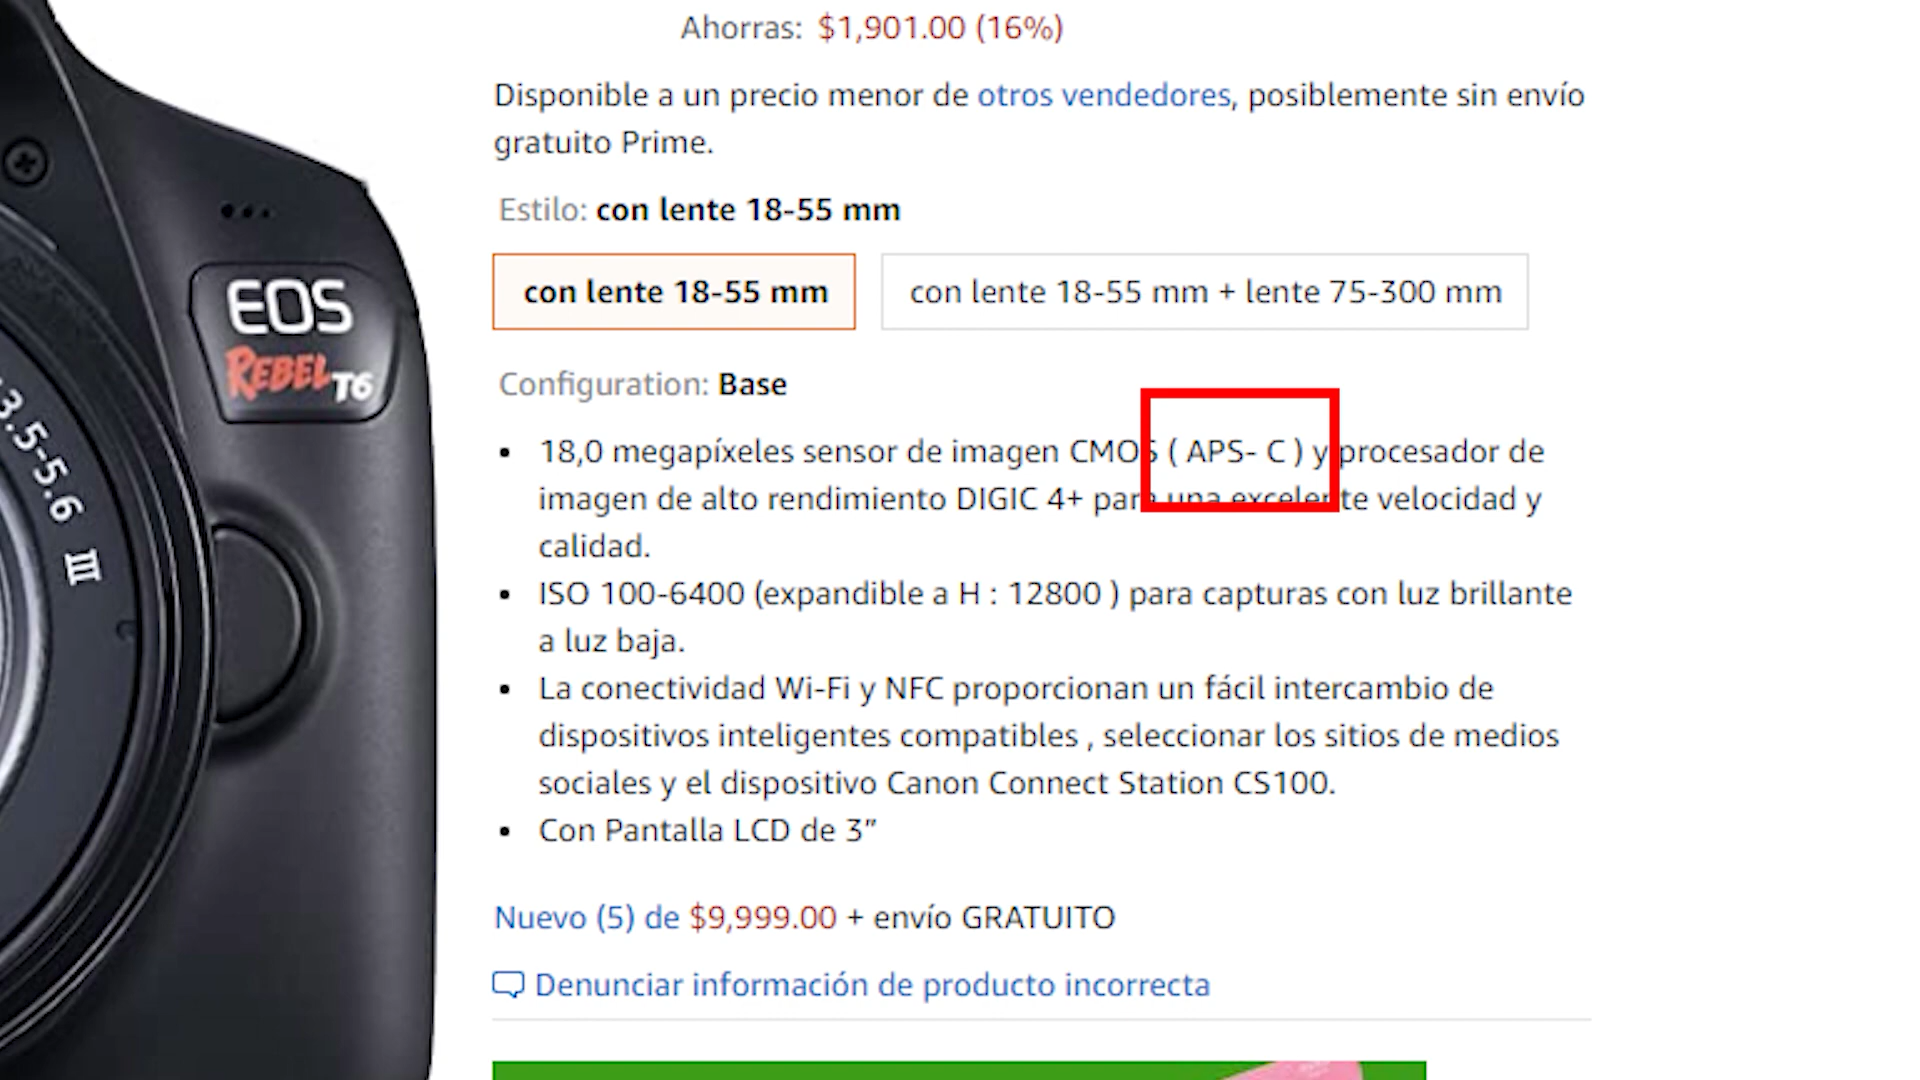 Ahorras: $1,901.00 (16%)
Disponible a un precio menor de otros vendedores, posiblemente sin envío
gratuito Prime.
Estilo: con lente 18-55 mm
con lente 18-55 mm
con lente 18-55 mm + lente 75-300 mm
Configuration: Base
• 18,0 megapíxeles sensor de imagen CMOS ( APS- C ) y procesador de
imagen de alto rendimiento DIGIC 4+ para una excelente velocidad y
calidad.
• ISO 100-6400 (expandible a H : 12800 ) para capturas con luz brillante
a luz baja.
• La conectividad Wi-Fi y NFC proporcionan un fácil intercambio de
dispositivos inteligentes compatibles , seleccionar los sitios de medios
sociales y el dispositivo Canon Connect Station CS100.
• Con Pantalla LCD de 3”
Nuevo (5) de $9,999.00 + envío GRATUITO
Denunciar información de producto incorrecta
EOS
REBEL T6
3.5-5.6 III